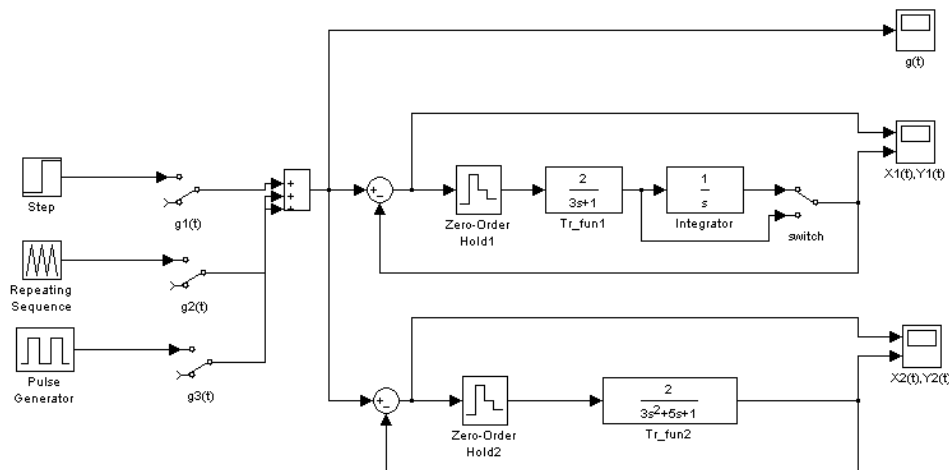 g(t)
X1(t),Y1(t)
+
+
+
+
-
2
3s+1
1
s
Step
g1(t)
Zero-Order
Hold1
Tr_fun1
Integrator
switch
Repeating
Sequence
g2(t)
Pulse
Generator
g3(t)
+
-
2
3s²+5s+1
X2(t),Y2(t)
Zero-Order
Hold2
Tr_fun2